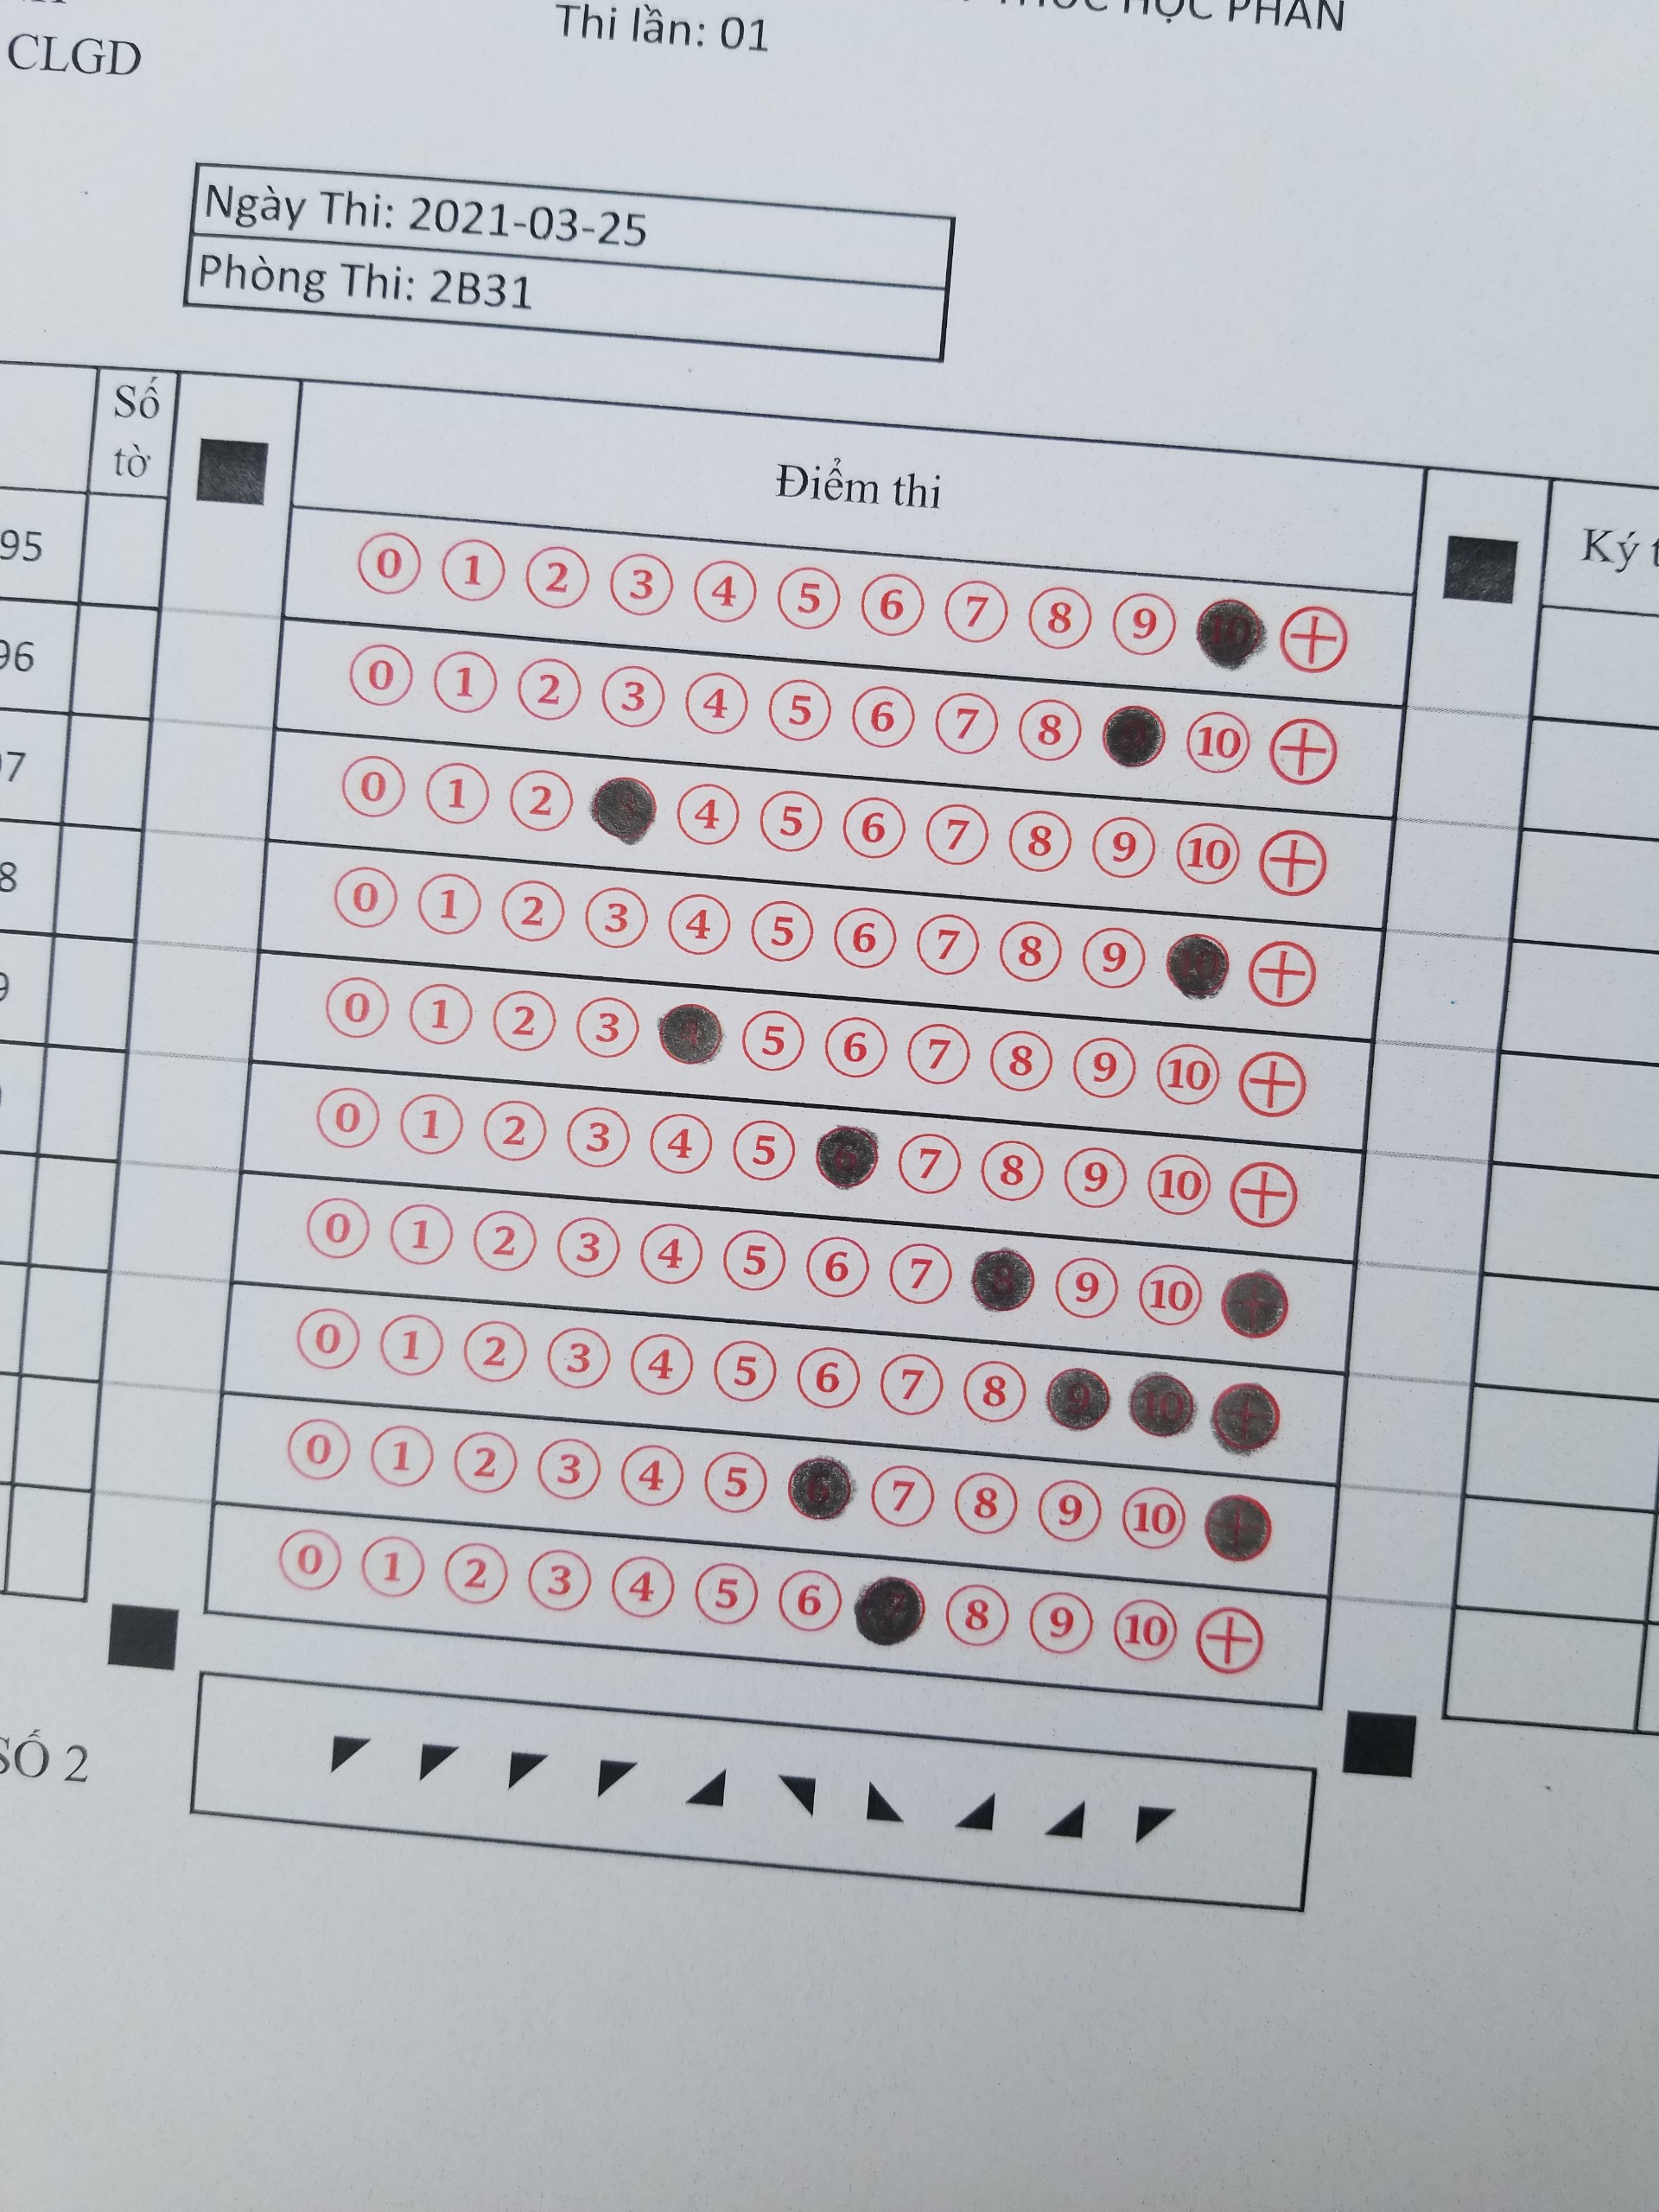 THỨC HỌC PHẦN
Thi lần: 01
CLGD
Ngày Thi: 2021-03-25
Phòng Thi: 2B31
Số tờ
Điểm thi
Ký
95 0 1 2 3 4 5 6 7 8 9 10 +
96 0 1 2 3 4 5 6 7 8 9 10 +
7 0 1 2 3 4 5 6 7 8 9 10 +
8 0 1 2 3 4 5 6 7 8 9 10 +
9 0 1 2 3 4 5 6 7 8 9 10 +
0 1 2 3 4 5 6 7 8 9 10 +
0 1 2 3 4 5 6 7 8 9 10 +
0 1 2 3 4 5 6 7 8 9 10 +
0 1 2 3 4 5 6 7 8 9 10 +
0 1 2 3 4 5 6 7 8 9 10 +
SỐ 2